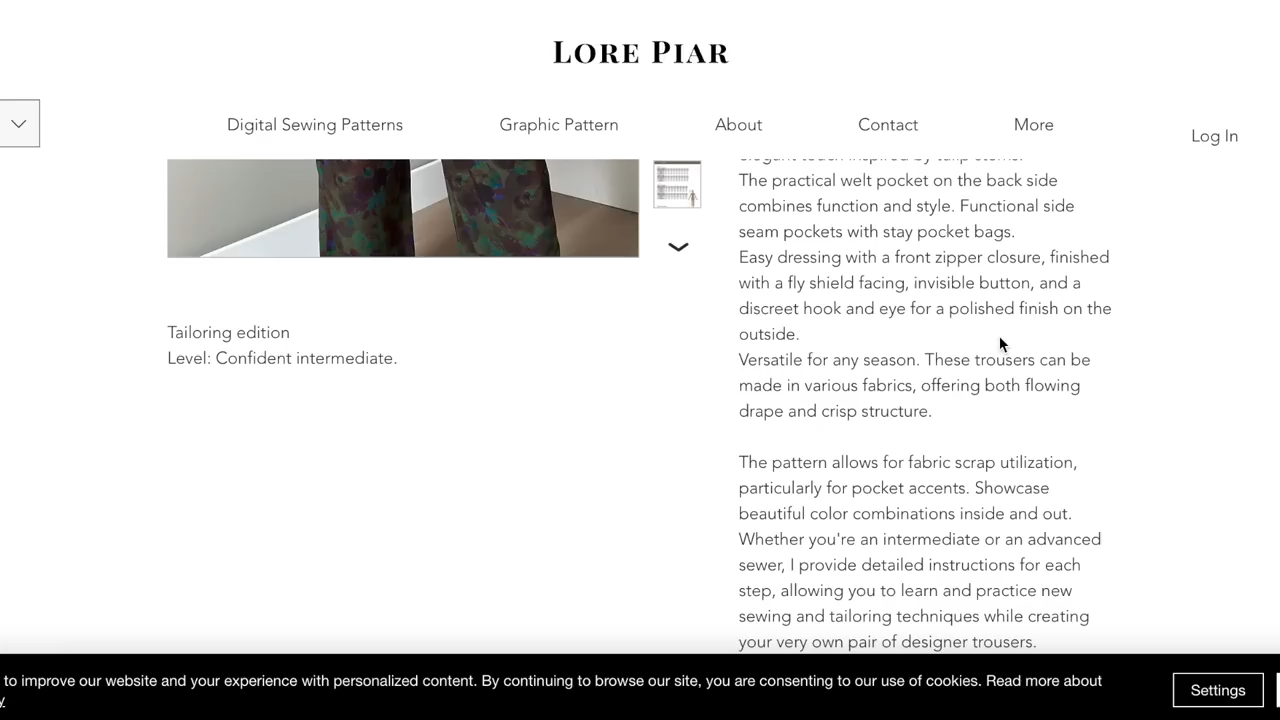 LORE PIAR
Digital Sewing Patterns
Graphic Pattern
About
Contact
More
Log In
elegant touch inspired by tulip stems.
The practical welt pocket on the back side
combines function and style. Functional side
seam pockets with stay pocket bags.
Easy dressing with a front zipper closure, finished
with a fly shield facing, invisible button, and a
discreet hook and eye for a polished finish on the
outside.
Versatile for any season. These trousers can be
made in various fabrics, offering both flowing
drape and crisp structure.
The pattern allows for fabric scrap utilization,
particularly for pocket accents. Showcase
beautiful color combinations inside and out.
Whether you're an intermediate or an advanced
sewer, I provide detailed instructions for each
step, allowing you to learn and practice new
sewing and tailoring techniques while creating
your very own pair of designer trousers.
Tailoring edition
Level: Confident intermediate.
to improve our website and your experience with personalized content. By continuing to browse our site, you are consenting to our use of cookies. Read more about
Settings